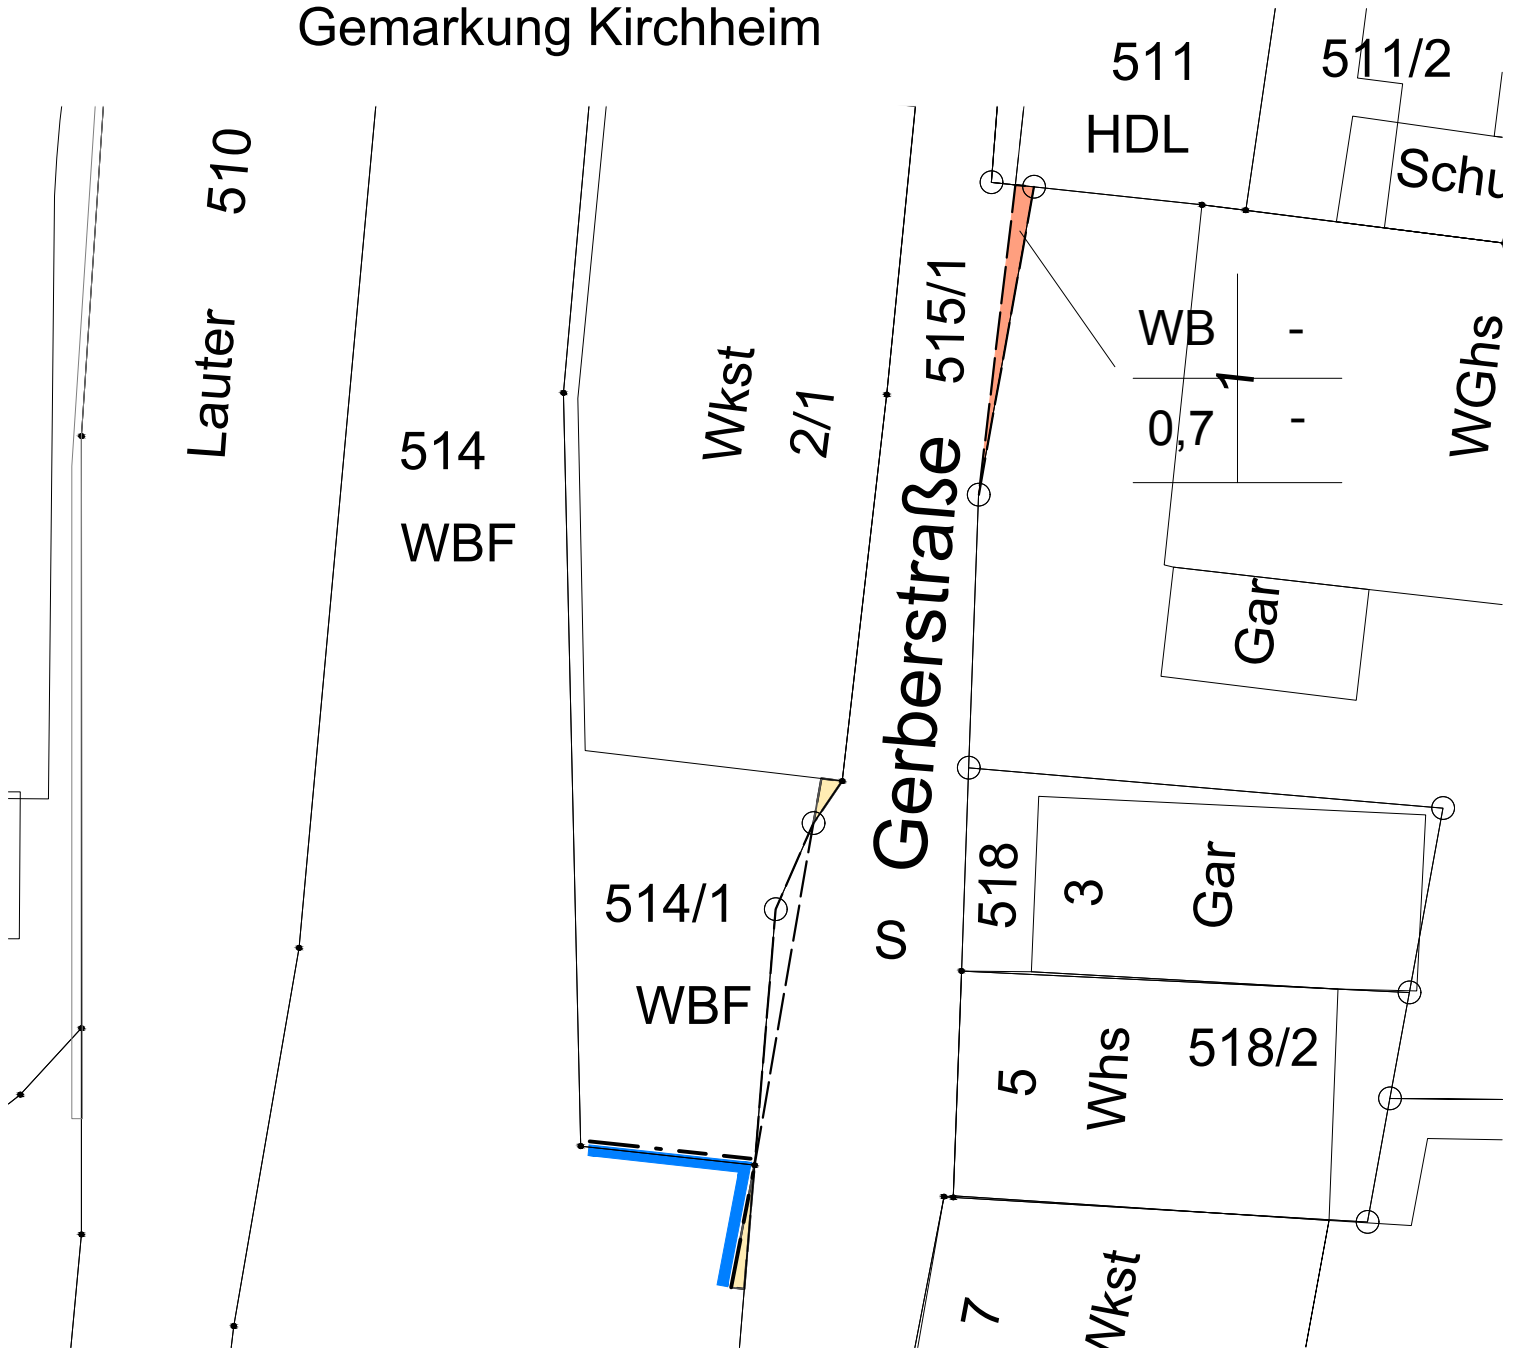 Gemarkung Kirchheim
511
511/2
HDL
510
Schu
Lauter
515/1
WB
-
1
0,7
-
WGhs
Wkst
2/1
514
WBF
Gerberstraße
Gar
514/1
518
3
Gar
S
WBF
5
Whs
518/2
7
Wkst